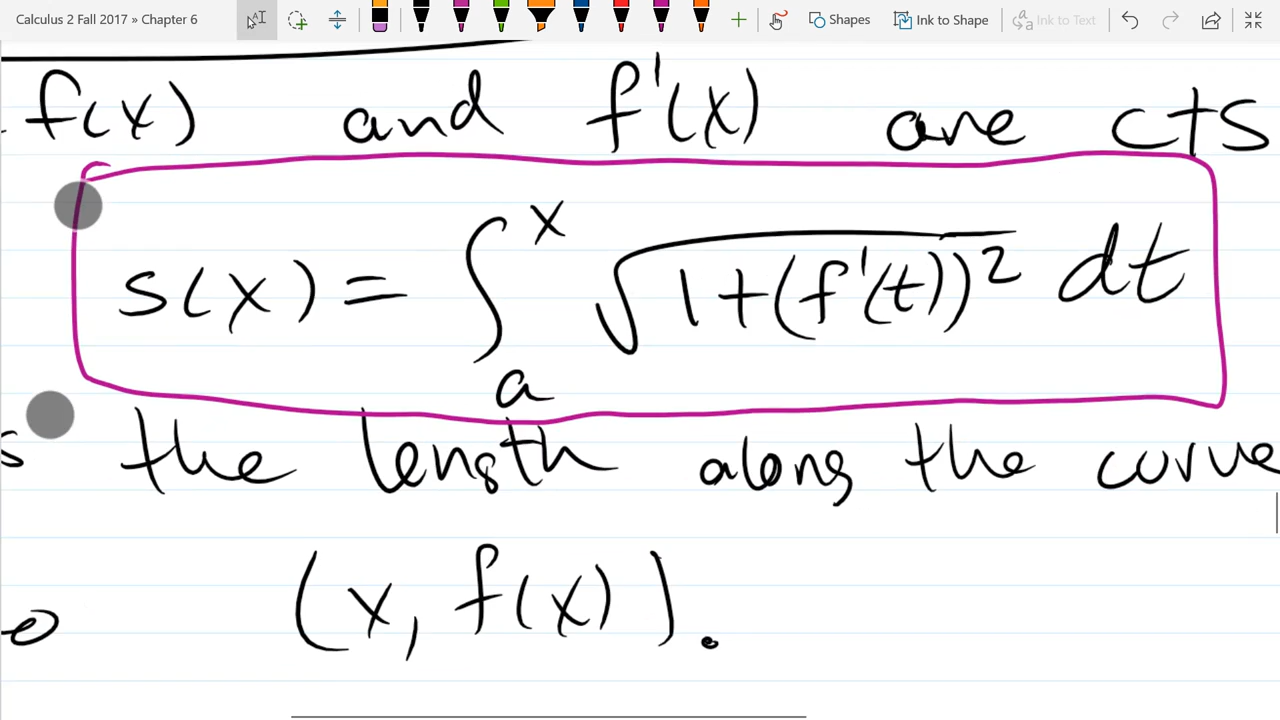 Calculus 2 Fall 2017 » Chapter 6 Shapes Ink to Shape Ink to Text
f(x) and f'(x) are cts
s(x) = ∫_a^x √(1+(f'(t))²) dt
s the length along the curve
o (x, f(x)).